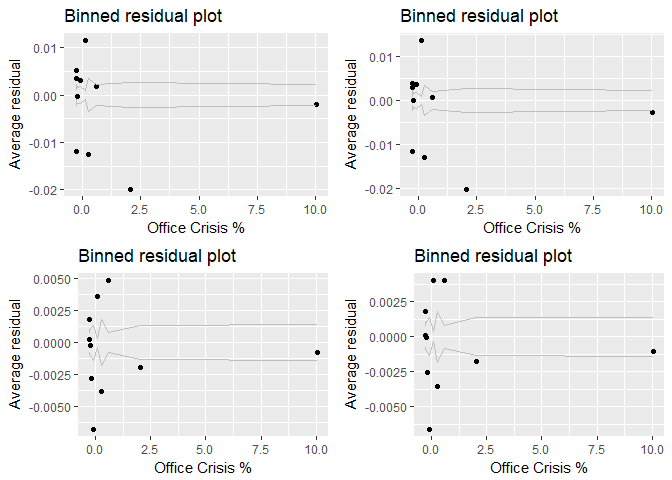 Binned residual plot
0.01
0.00
-0.01
-0.02
Average residual
0.0 2.5 5.0 7.5 10.0
Office Crisis %
Binned residual plot
0.01
0.00
-0.01
-0.02
Average residual
0.0 2.5 5.0 7.5 10.0
Office Crisis %
Binned residual plot
0.0050
0.0025
0.0000
-0.0025
-0.0050
Average residual
0.0 2.5 5.0 7.5 10.0
Office Crisis %
Binned residual plot
0.0025
0.0000
-0.0025
-0.0050
Average residual
0.0 2.5 5.0 7.5 10.0
Office Crisis %